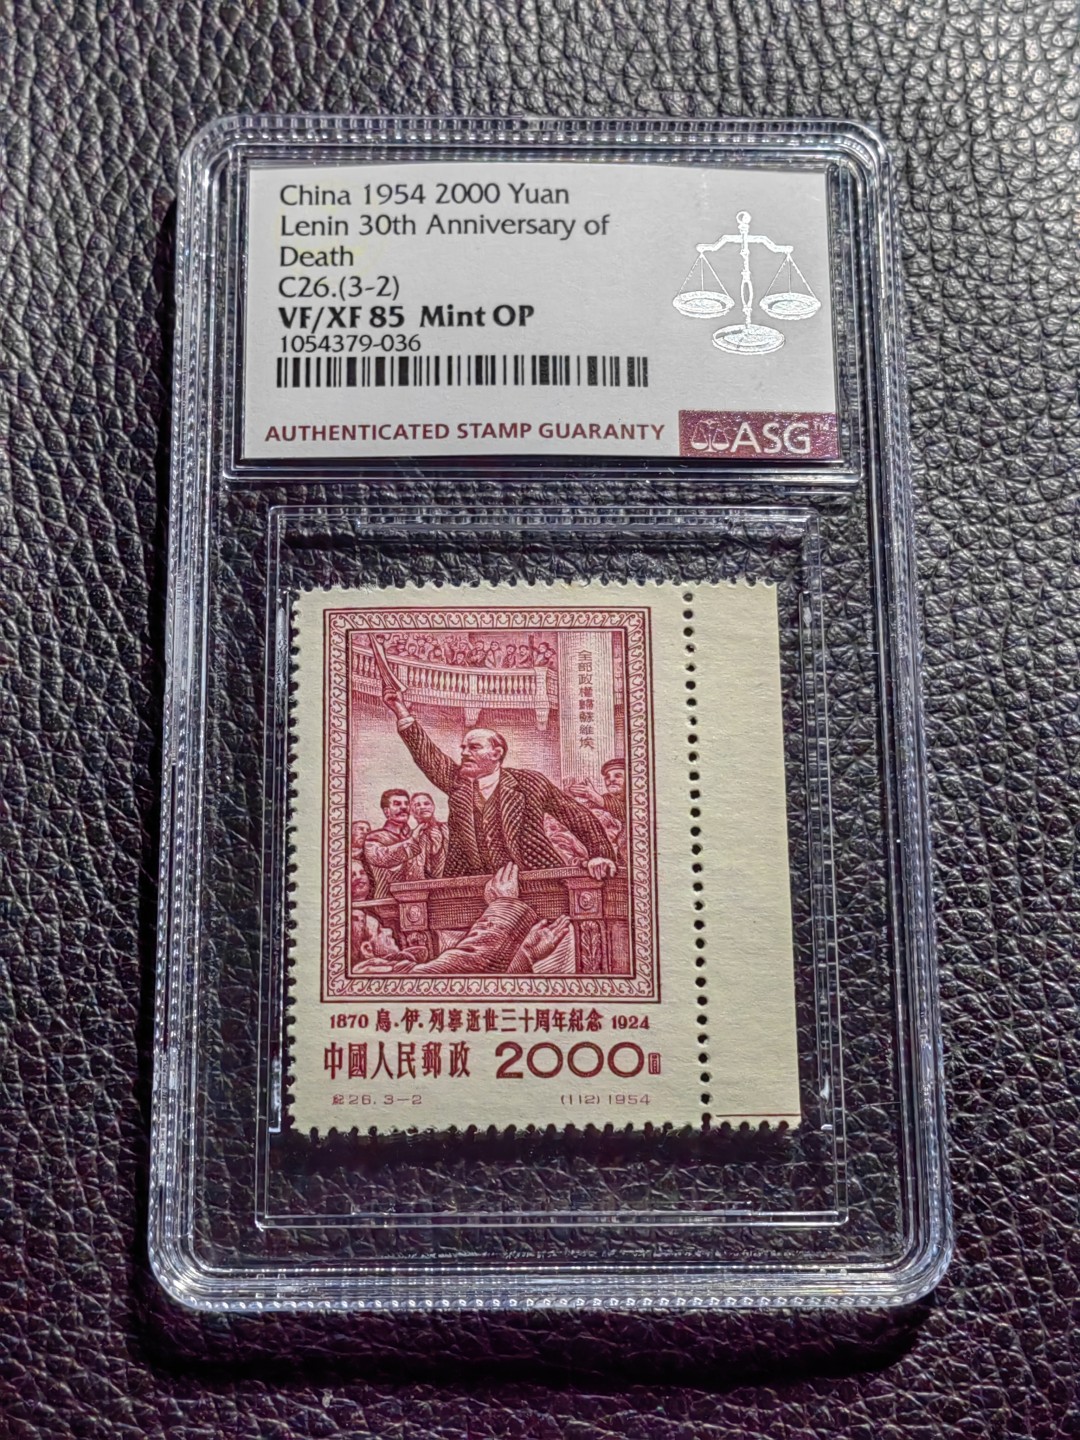 China 1954 2000 Yuan
Lenin 30th Anniversary of
Death
C26.(3-2)
VF/XF 85 Mint OP
1054379-036
AUTHENTICATED STAMP GUARANTY
ASG™
全部政權歸蘇維埃
1870 烏·伊·列寧逝世三十周年紀念 1924
中國人民郵政 2000圓
紀26.3-2 (112)1954